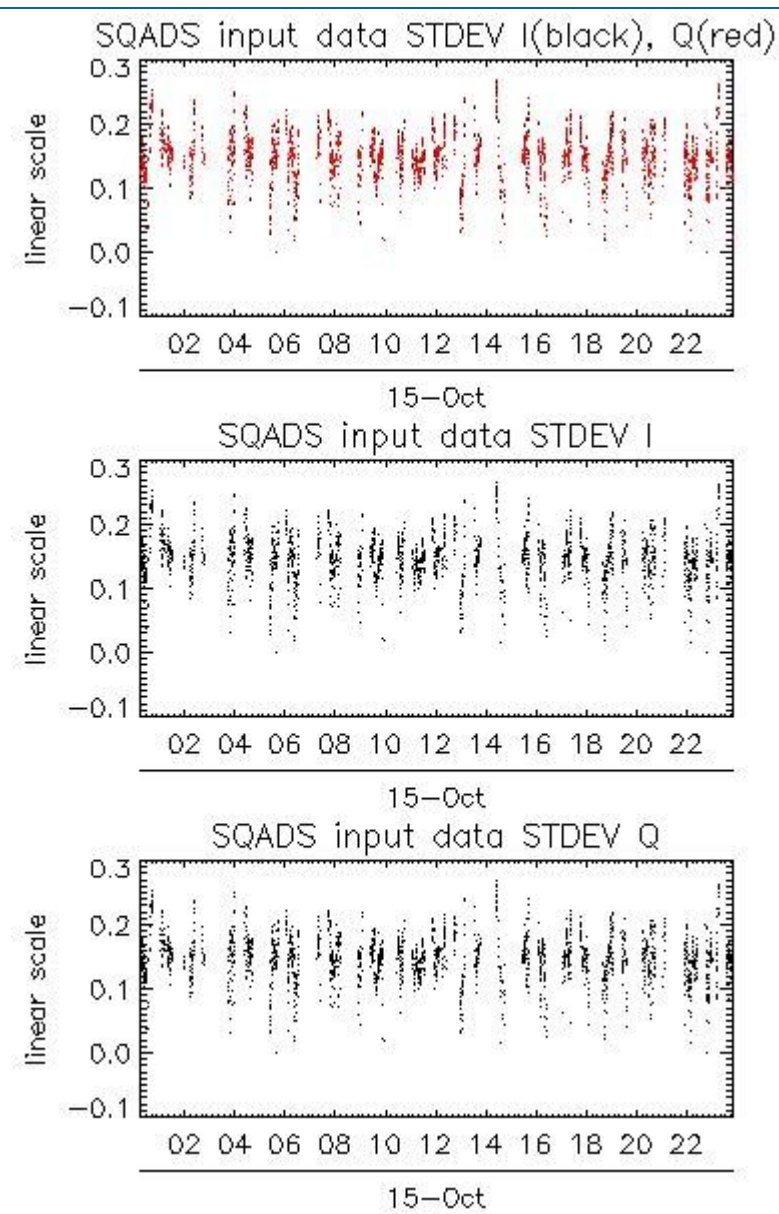 SQADS input data STDEV I(black), Q(red)
0.3
0.2
0.1
0.0
−0.1
linear scale
02 04 06 08 10 12 14 16 18 20 22
15−Oct
SQADS input data STDEV I
0.3
0.2
0.1
0.0
−0.1
linear scale
02 04 06 08 10 12 14 16 18 20 22
15−Oct
SQADS input data STDEV Q
0.3
0.2
0.1
0.0
−0.1
linear scale
02 04 06 08 10 12 14 16 18 20 22
15−Oct